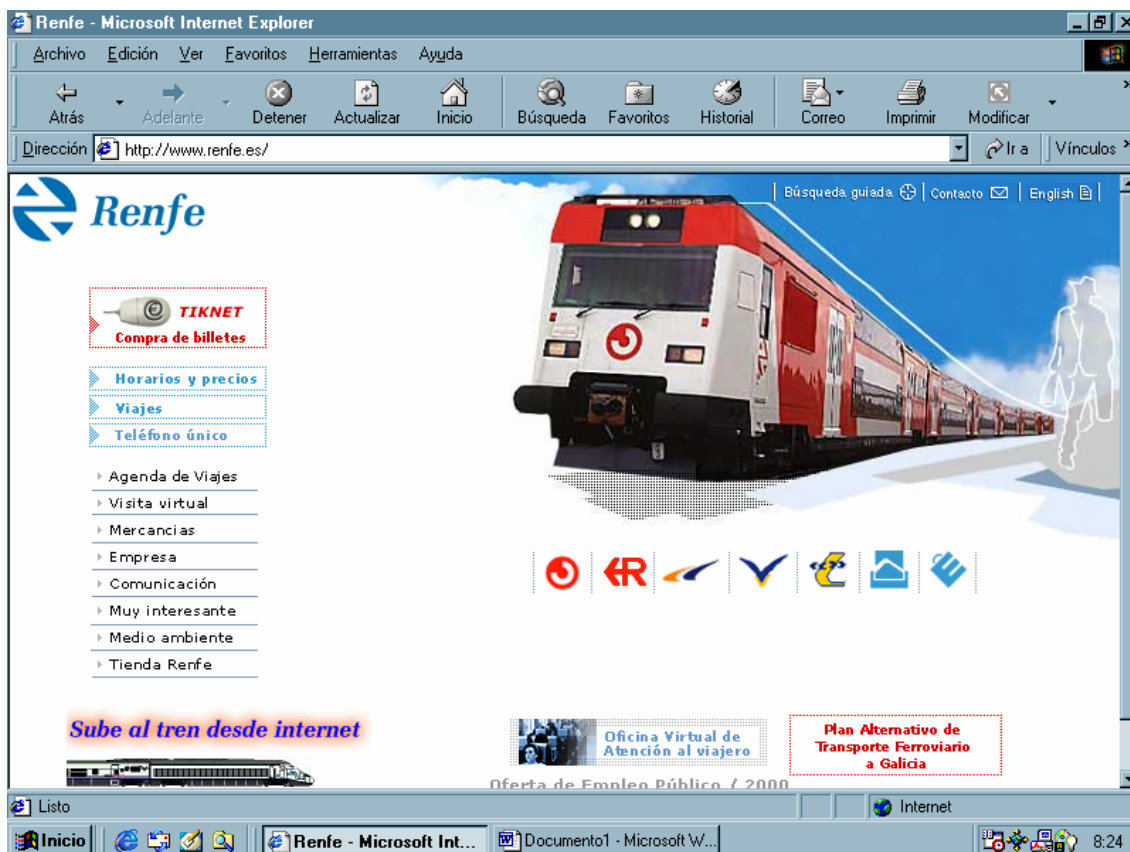 Renfe - Microsoft Internet Explorer
Archivo Edición Ver Favoritos Herramientas Ayuda
Atrás Adelante Detener Actualizar Inicio Búsqueda Favoritos Historial Correo Imprimir Modificar
Dirección http://www.renfe.es/ Ir a Vínculos
Renfe
Búsqueda guiada Contacto English
TIKNET
Compra de billetes
Horarios y precios
Viajes
Teléfono único
Agenda de Viajes
Visita virtual
Mercancias
Empresa
Comunicación
Muy interesante
Medio ambiente
Tienda Renfe
R
Sube al tren desde internet
Oficina Virtual de
Atención al viajero
Plan Alternativo de
Transporte Ferroviario
a Galicia
Oferta de Empleo Público / 2000
Listo Internet
Inicio Renfe - Microsoft Int... Documento1 - Microsoft W... 8:24